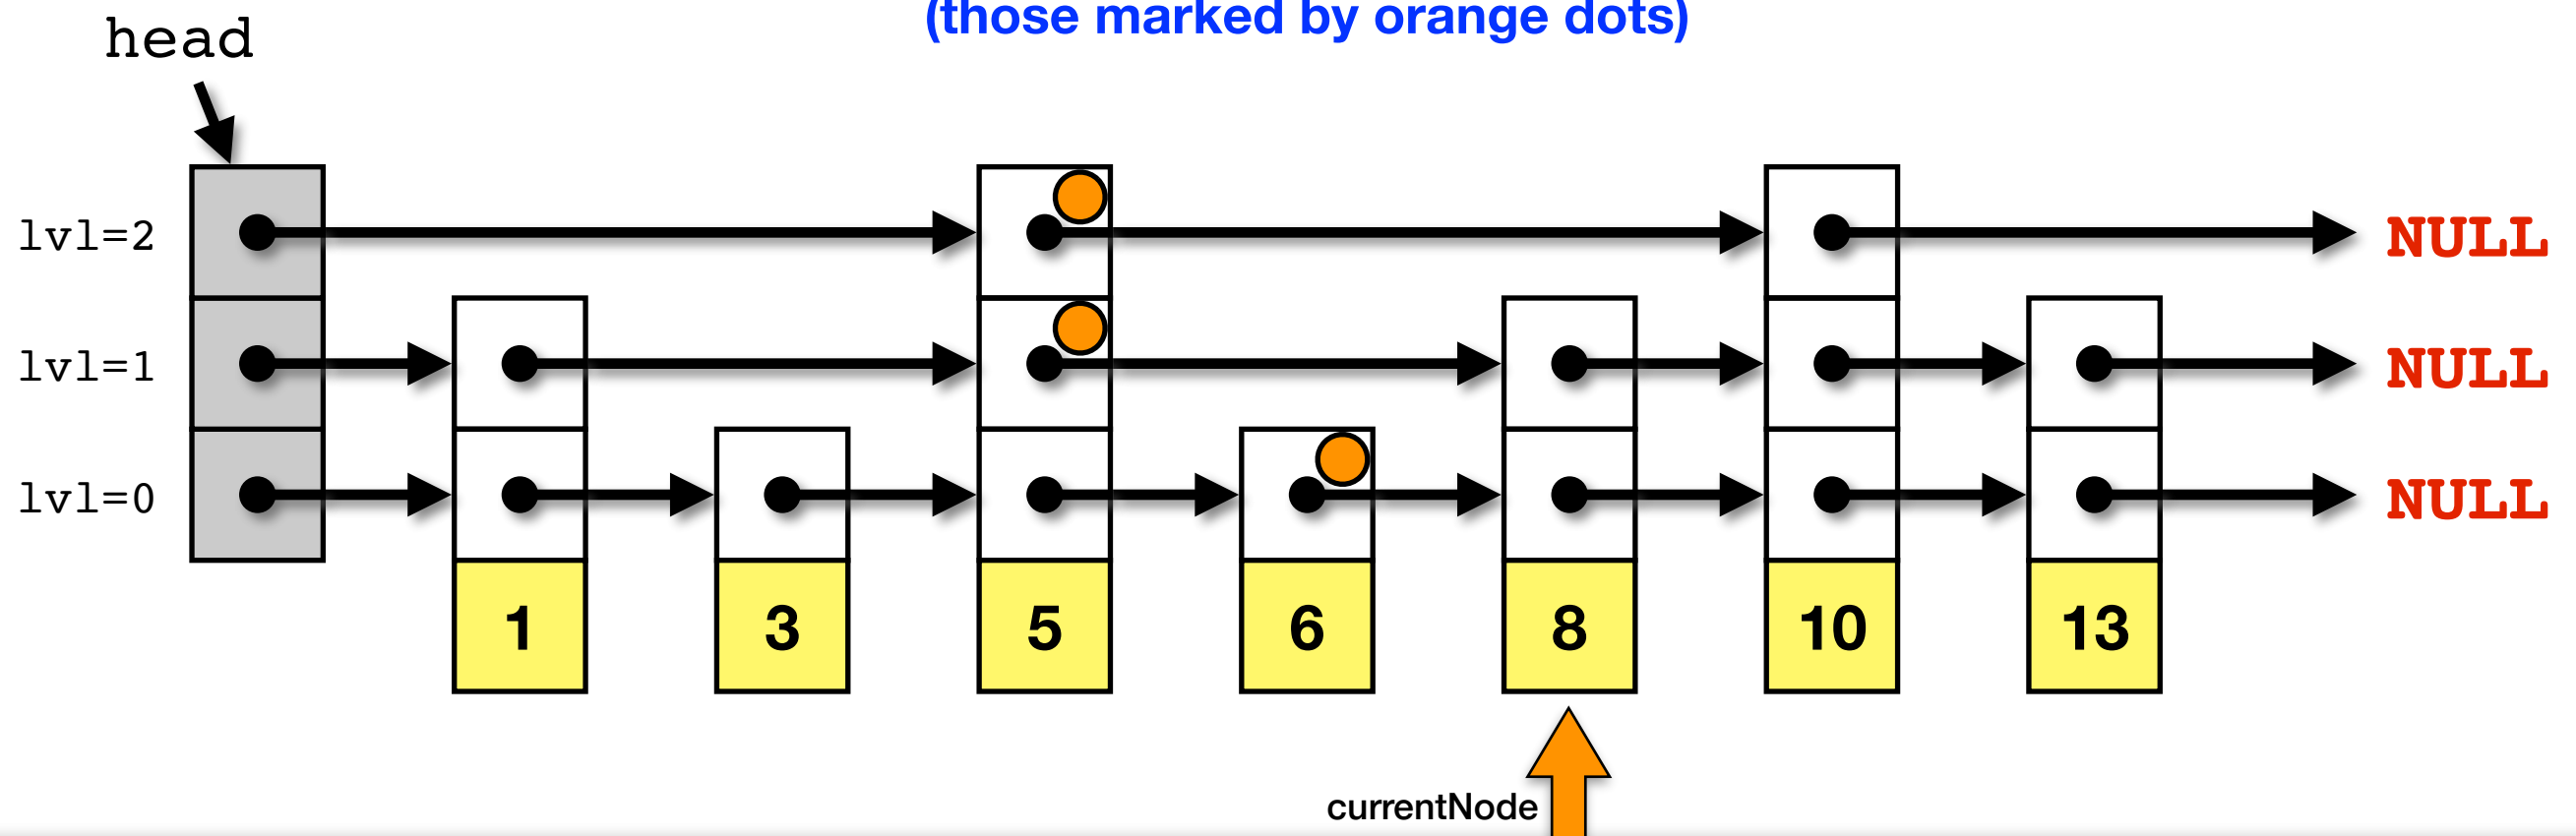 (those marked by orange dots)
head
lvl=2 NULL
lvl=1 NULL
lvl=0 NULL
1 3 5 6 8 10 13
currentNode